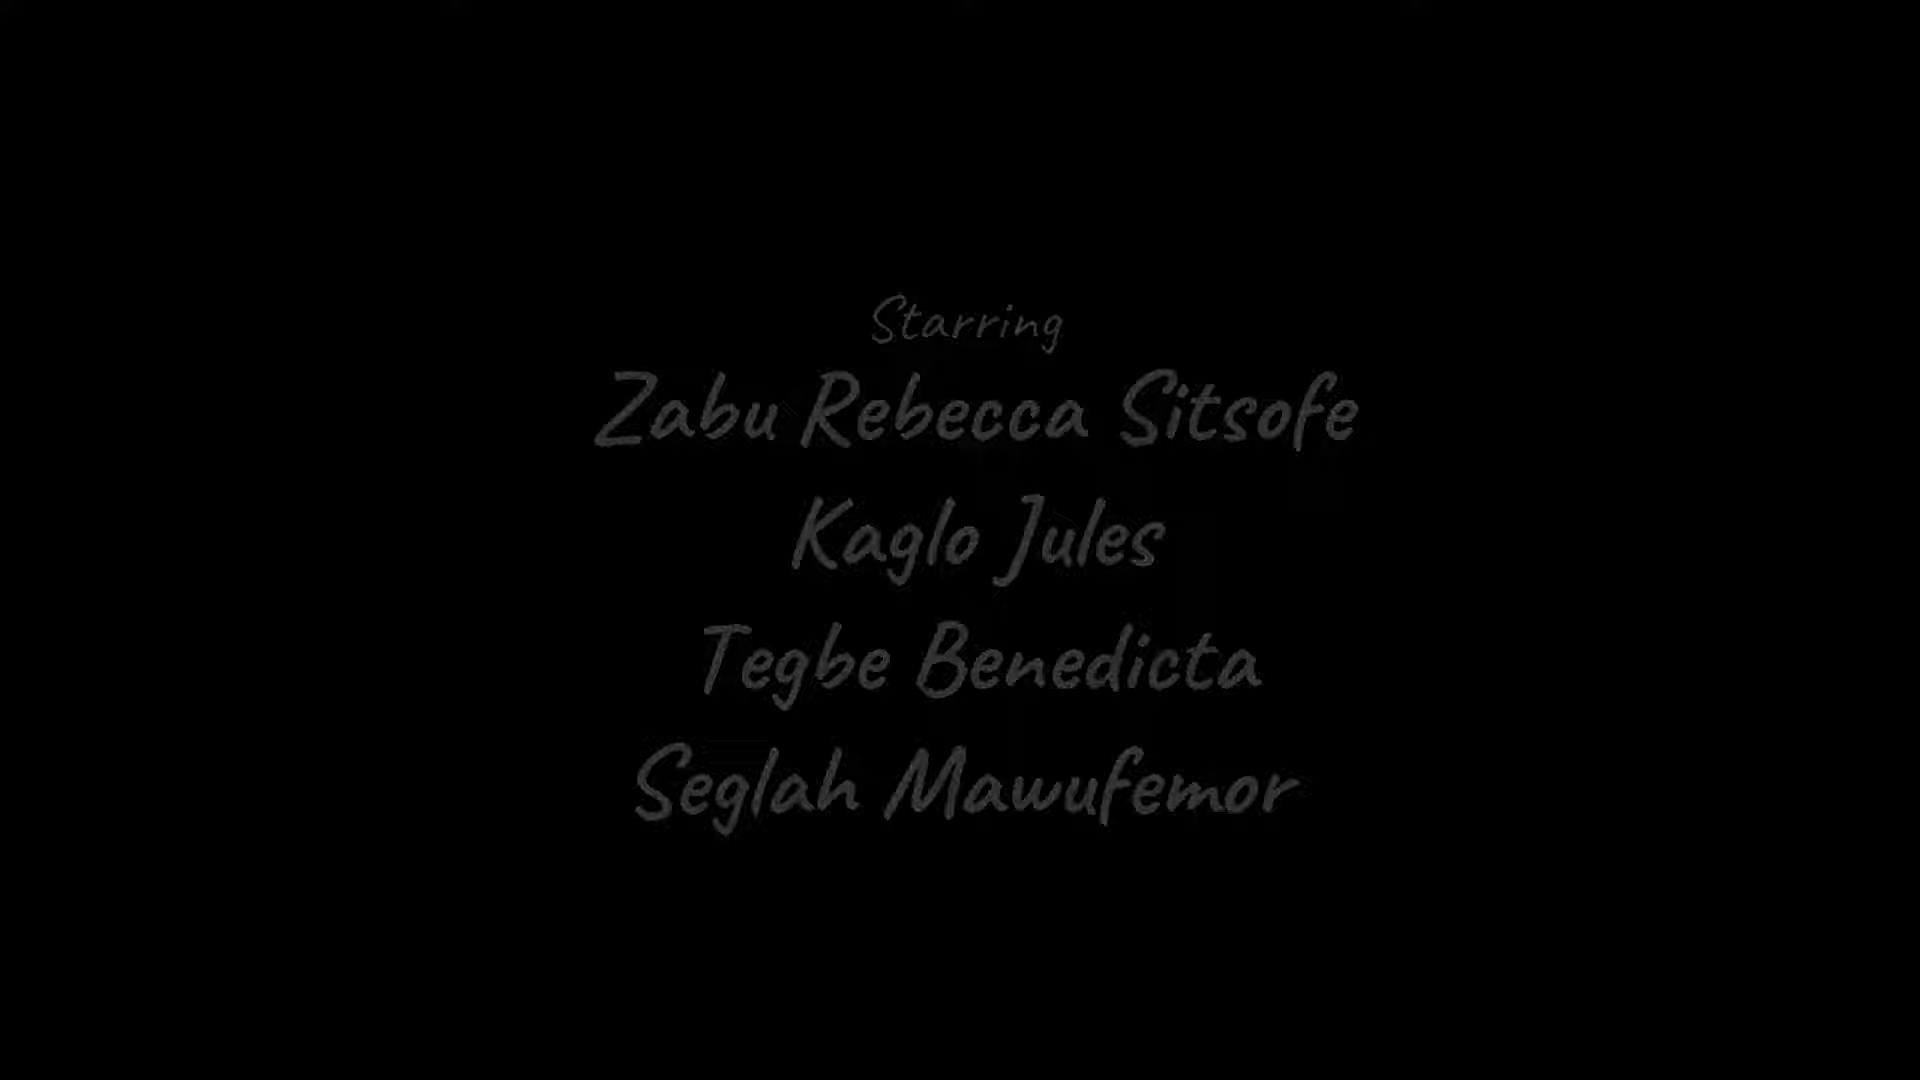 Starring
Zabu Rebecca Sitsofe
Kaglo Jules
Tegbe Benedicta
Seglah Mawufemor